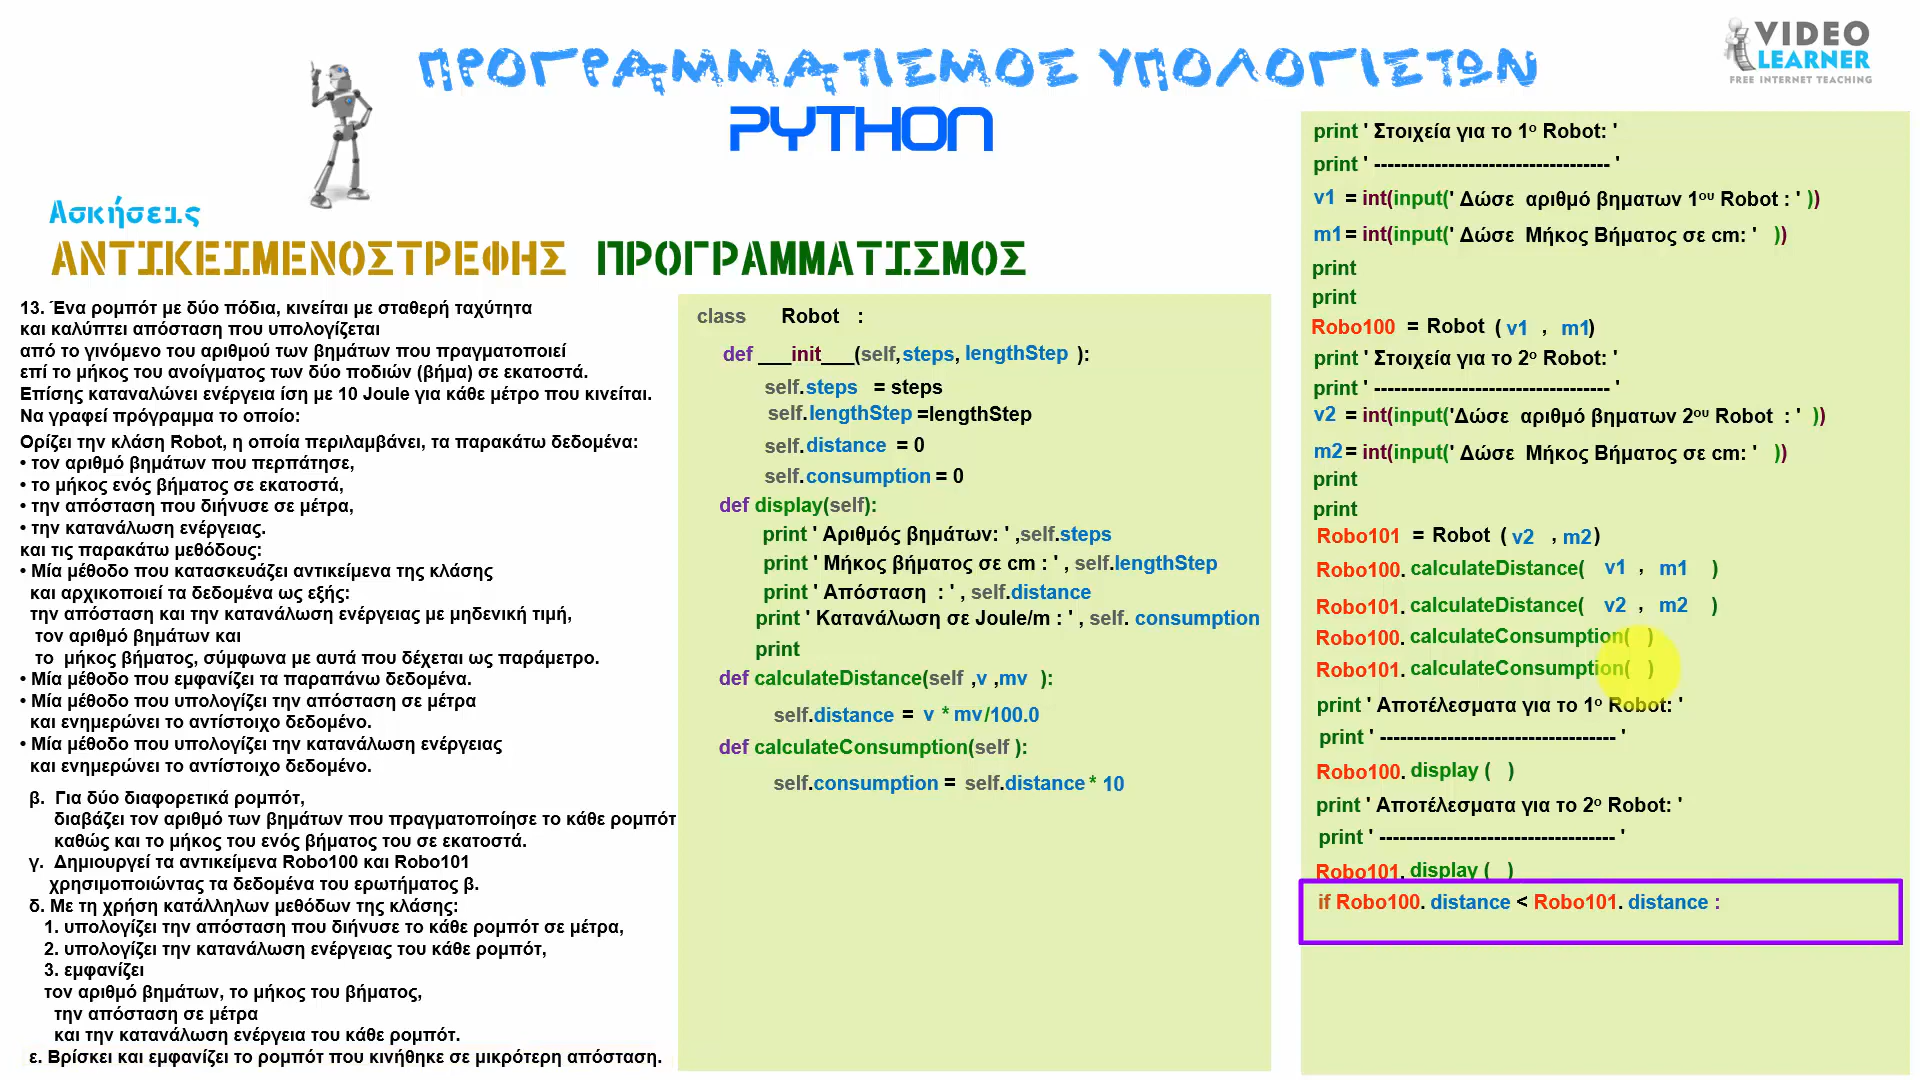 ΠΡΟΓΡΑΜΜΑΤΙΣΜΟΣ ΥΠΟΛΟΓΙΣΤΩΝ
PYTHON
VIDEO
LEARNER
FREE INTERNET TEACHING
Ασκήσεις
ΑΝΤΙΚΕΙΜΕΝΟΣΤΡΕΦΗΣ ΠΡΟΓΡΑΜΜΑΤΙΣΜΟΣ
13. Ένα ρομπότ με δύο πόδια, κινείται με σταθερή ταχύτητα
και καλύπτει απόσταση που υπολογίζεται
από το γινόμενο του αριθμού των βημάτων που πραγματοποιεί
επί το μήκος του ανοίγματος των δύο ποδιών (βήμα) σε εκατοστά.
Επίσης καταναλώνει ενέργεια ίση με 10 Joule για κάθε μέτρο που κινείται.
Να γραφεί πρόγραμμα το οποίο:
Ορίζει την κλάση Robot, η οποία περιλαμβάνει, τα παρακάτω δεδομένα:
• τον αριθμό βημάτων που περπάτησε,
• το μήκος ενός βήματος σε εκατοστά,
• την απόσταση που διήνυσε σε μέτρα,
• την κατανάλωση ενέργειας.
και τις παρακάτω μεθόδους:
• Μία μέθοδο που κατασκευάζει αντικείμενα της κλάσης
και αρχικοποιεί τα δεδομένα ως εξής:
την απόσταση και την κατανάλωση ενέργειας με μηδενική τιμή,
τον αριθμό βημάτων και
το μήκος βήματος, σύμφωνα με αυτά που δέχεται ως παράμετρο.
• Μία μέθοδο που εμφανίζει τα παραπάνω δεδομένα.
• Μία μέθοδο που υπολογίζει την απόσταση σε μέτρα
και ενημερώνει το αντίστοιχο δεδομένο.
• Μία μέθοδο που υπολογίζει την κατανάλωση ενέργειας
και ενημερώνει το αντίστοιχο δεδομένο.
β. Για δύο διαφορετικά ρομπότ,
διαβάζει τον αριθμό των βημάτων που πραγματοποίησε το κάθε ρομπότ
καθώς και το μήκος του ενός βήματος του σε εκατοστά.
γ. Δημιουργεί τα αντικείμενα Robo100 και Robo101
χρησιμοποιώντας τα δεδομένα του ερωτήματος β.
δ. Με τη χρήση κατάλληλων μεθόδων της κλάσης:
1. υπολογίζει την απόσταση που διήνυσε το κάθε ρομπότ σε μέτρα,
2. υπολογίζει την κατανάλωση ενέργειας του κάθε ρομπότ,
3. εμφανίζει
τον αριθμό βημάτων, το μήκος του βήματος,
την απόσταση σε μέτρα
και την κατανάλωση ενέργεια του κάθε ρομπότ.
ε. Βρίσκει και εμφανίζει το ρομπότ που κινήθηκε σε μικρότερη απόσταση.
class Robot :
def ___init___(self,steps, lengthStep ):
self.steps = steps
self.lengthStep =lengthStep
self.distance = 0
self.consumption = 0
def display(self):
print ' Αριθμός βημάτων: ' ,self.steps
print ' Μήκος βήματος σε cm : ' , self.lengthStep
print ' Απόσταση : ' , self.distance
print ' Κατανάλωση σε Joule/m : ' , self. consumption
print
def calculateDistance(self ,v ,mv ):
self.distance = v * mv/100.0
def calculateConsumption(self ):
self.consumption = self.distance * 10
print ' Στοιχεία για το 1ο Robot: '
print ' ----------------------------------- '
v1 = int(input(' Δώσε αριθμό βηματων 1ου Robot : ' ))
m1 = int(input(' Δώσε Μήκος Βήματος σε cm: ' ))
print
print
Robo100 = Robot ( v1 , m1)
print ' Στοιχεία για το 2ο Robot: '
print ' ----------------------------------- '
v2 = int(input('Δώσε αριθμό βηματων 2ου Robot : ' ))
m2 = int(input(' Δώσε Μήκος Βήματος σε cm: ' ))
print
print
Robo101 = Robot ( v2 , m2)
Robo100. calculateDistance( v1 , m1 )
Robo101. calculateDistance( v2 , m2 )
Robo100. calculateConsumption( )
Robo101. calculateConsumption( )
print ' Αποτέλεσματα για το 1ο Robot: '
print ' ----------------------------------- '
Robo100. display ( )
print ' Αποτέλεσματα για το 2ο Robot: '
print ' ----------------------------------- '
Robo101. display ( )
if Robo100. distance < Robo101. distance :